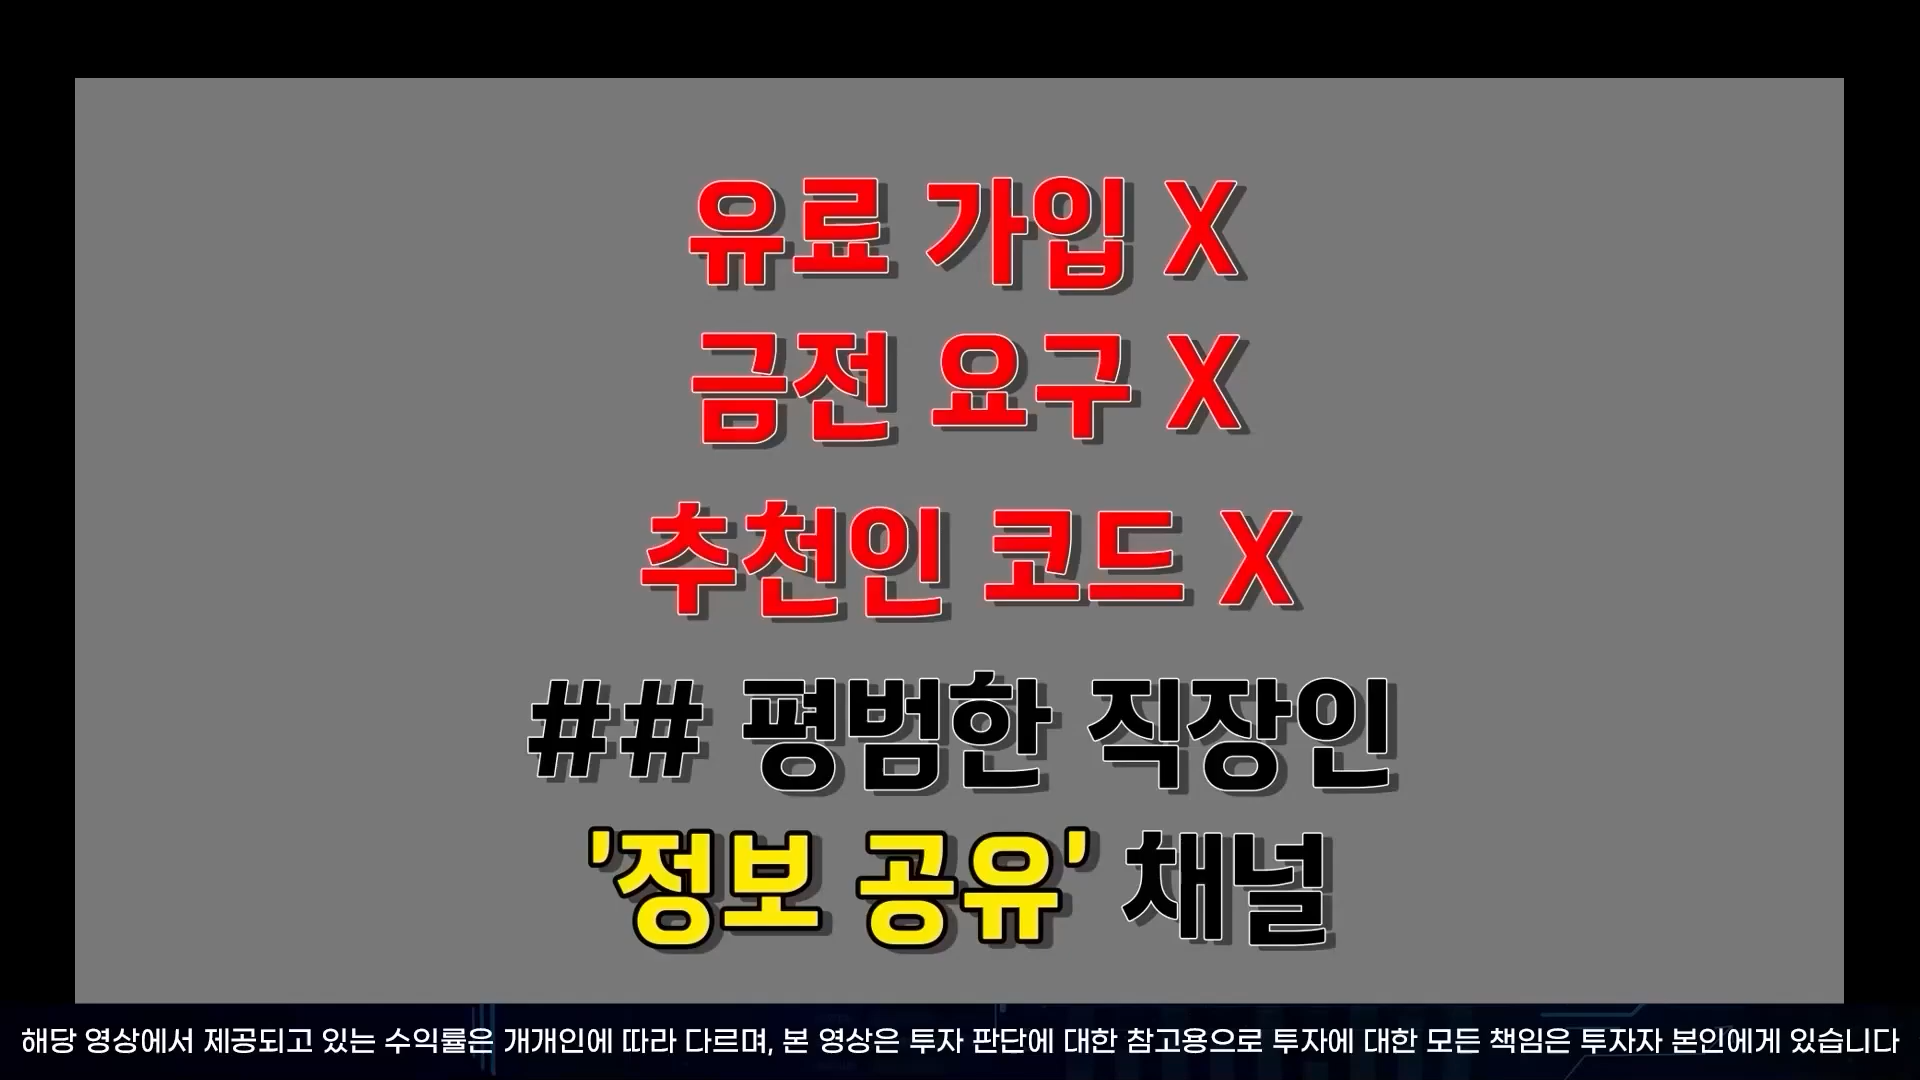 유료 가입 X
금전 요구 X
추천인 코드 X
## 평범한 직장인
'정보 공유' 채널
해당 영상에서 제공되고 있는 수익률은 개개인에 따라 다르며, 본 영상은 투자 판단에 대한 참고용으로 투자에 대한 모든 책임은 투자자 본인에게 있습니다